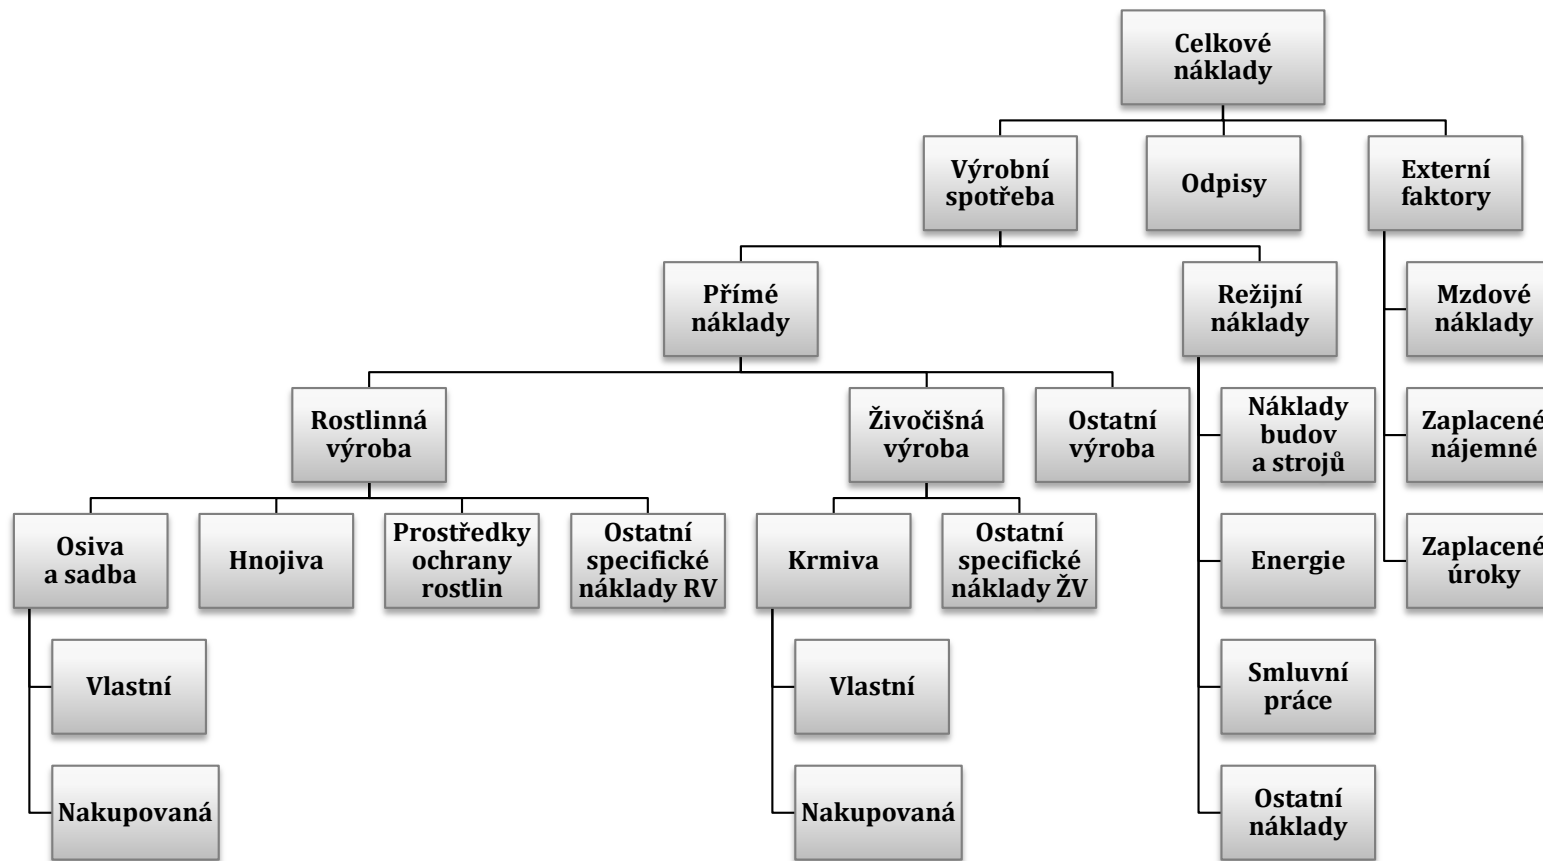 Celkové
náklady
Výrobní
spotřeba
Odpisy
Externí
faktory
Přímé
náklady
Režijní
náklady
Mzdové
náklady
Rostlinná
výroba
Živočišná
výroba
Ostatní
výroba
Náklady
budov
a strojů
Zaplacené
nájemné
Osiva
a sadba
Hnojiva
Prostředky
ochrany
rostlin
Ostatní
specifické
náklady RV
Krmiva
Ostatní
specifické
náklady ŽV
Energie
Zaplacené
úroky
Vlastní
Vlastní
Smluvní
práce
Nakupovaná
Nakupovaná
Ostatní
náklady